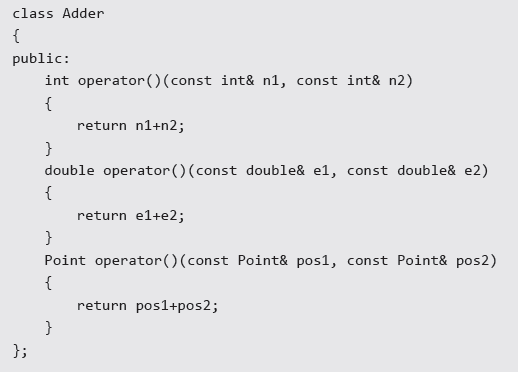 class Adder
{
public:
    int operator()(const int& n1, const int& n2)
    {
        return n1+n2;
    }
    double operator()(const double& e1, const double& e2)
    {
        return e1+e2;
    }
    Point operator()(const Point& pos1, const Point& pos2)
    {
        return pos1+pos2;
    }
};